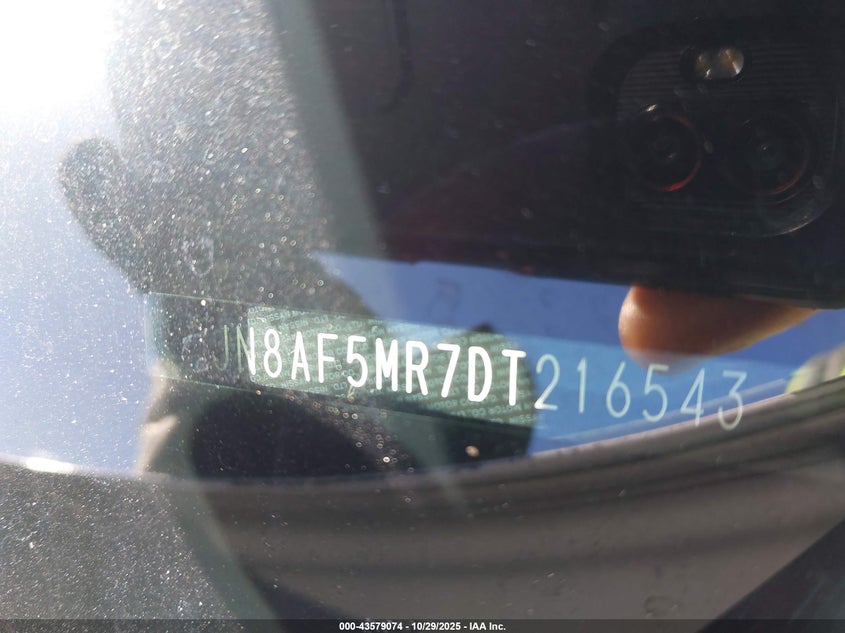 JN8AF5MR7DT216543
000-43579074 / 10/29/2025 - IAA Inc.